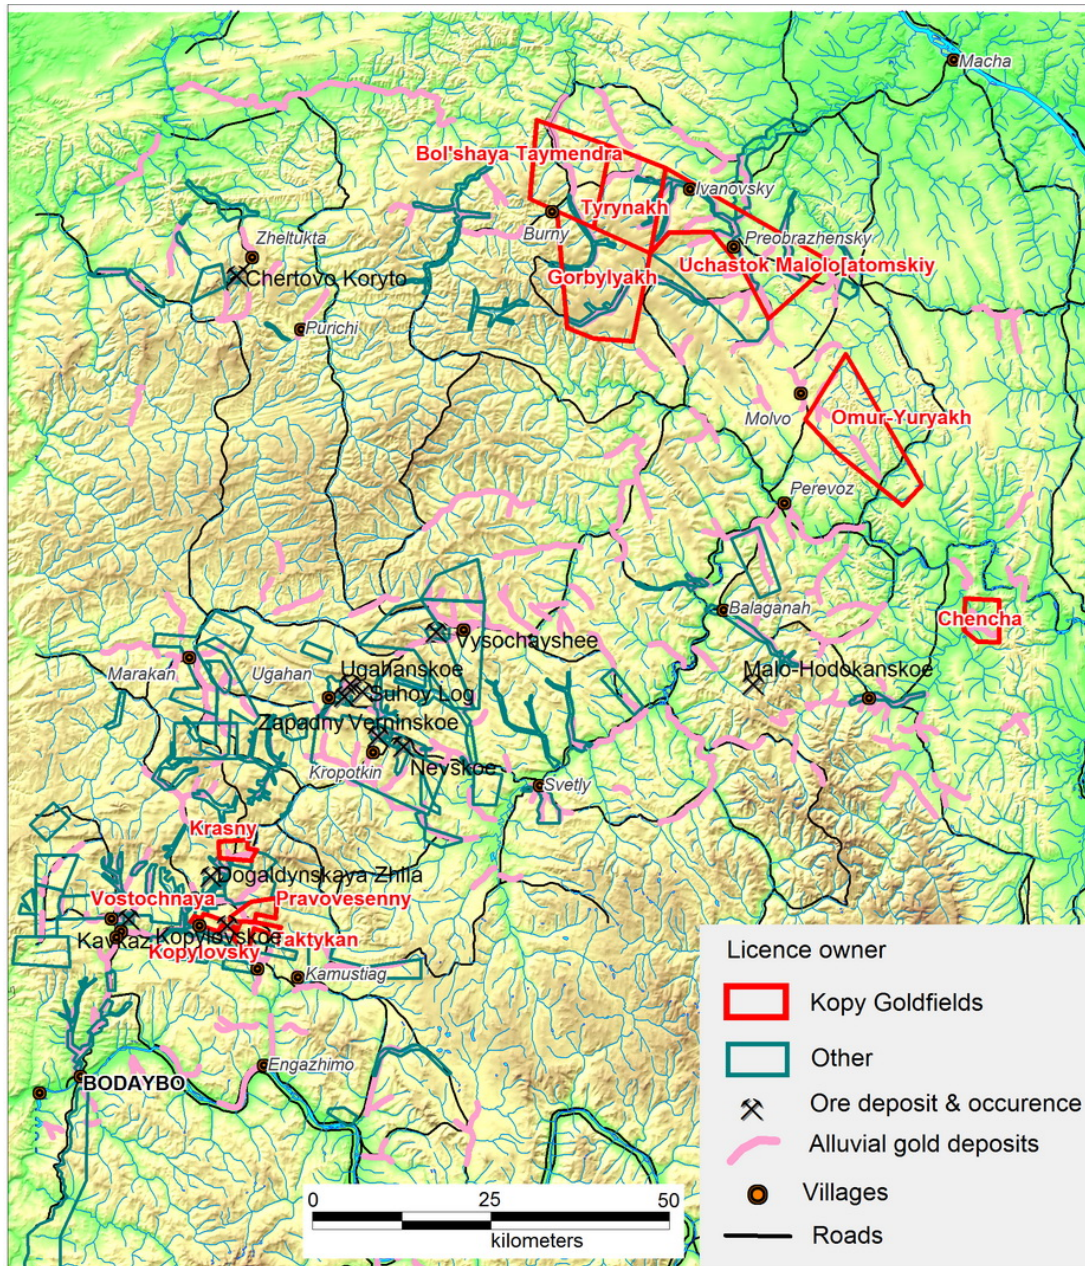 Macha
Bol'shaya Taymendra
Ivanovsky
Tyrynakh
Burny
Zheltukta
Preobrazhensky
Uchastok Malolo[atomskiy
Gorbylyakh
Chertovo Koryto
Purichi
Molvo
Omur-Yuryakh
Perevoz
Balaganah
Chencha
Vysochayshee
Marakan
Ugahan
Ugahanskoe
Malo-Hodokanskoe
Suhoy Log
Zapadny Verninskoe
Kropotkin
Nevskoe
Svetly
Krasny
Dogaldynskaya Zhila
Vostochnaya
Pravovesenny
Kavkaz
Kopylovskoe
Taktykan
Kopylovsky
Kamustiag
Engazhimo
BODAYBO
0 25 50
kilometers
Licence owner
Kopy Goldfields
Other
Ore deposit & occurence
Alluvial gold deposits
Villages
Roads